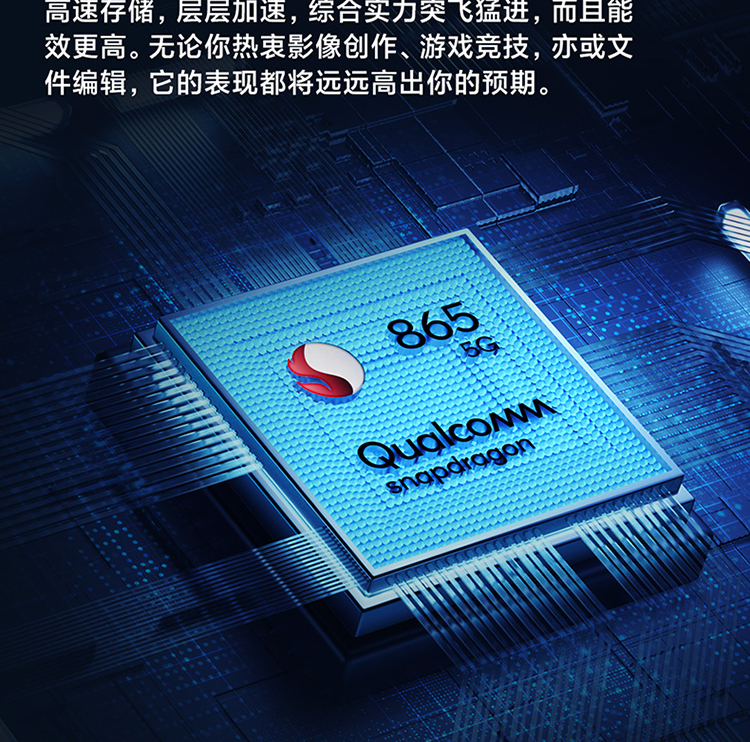 高速存储，层层加速，综合实力突飞猛进，而且能
效更高。无论你热衷影像创作、游戏竞技，亦或文
件编辑，它的表现都将远远高出你的预期。
865
5G
Qualcomm
snapdragon